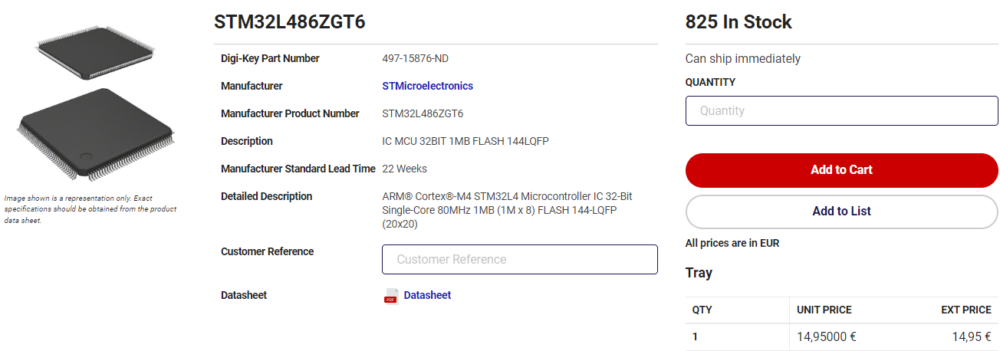 STM32L486ZGT6
Digi-Key Part Number 497-15876-ND
Manufacturer STMicroelectronics
Manufacturer Product Number STM32L486ZGT6
Description IC MCU 32BIT 1MB FLASH 144LQFP
Manufacturer Standard Lead Time 22 Weeks
Detailed Description ARM® Cortex®-M4 STM32L4 Microcontroller IC 32-Bit
Single-Core 80MHz 1MB (1M x 8) FLASH 144-LQFP
(20x20)
Customer Reference Customer Reference
Datasheet PDF Datasheet
Image shown is a representation only. Exact
specifications should be obtained from the product
data sheet.
825 In Stock
Can ship immediately
QUANTITY
Quantity
Add to Cart
Add to List
All prices are in EUR
Tray
QTY UNIT PRICE EXT PRICE
1 14,95000 € 14,95 €